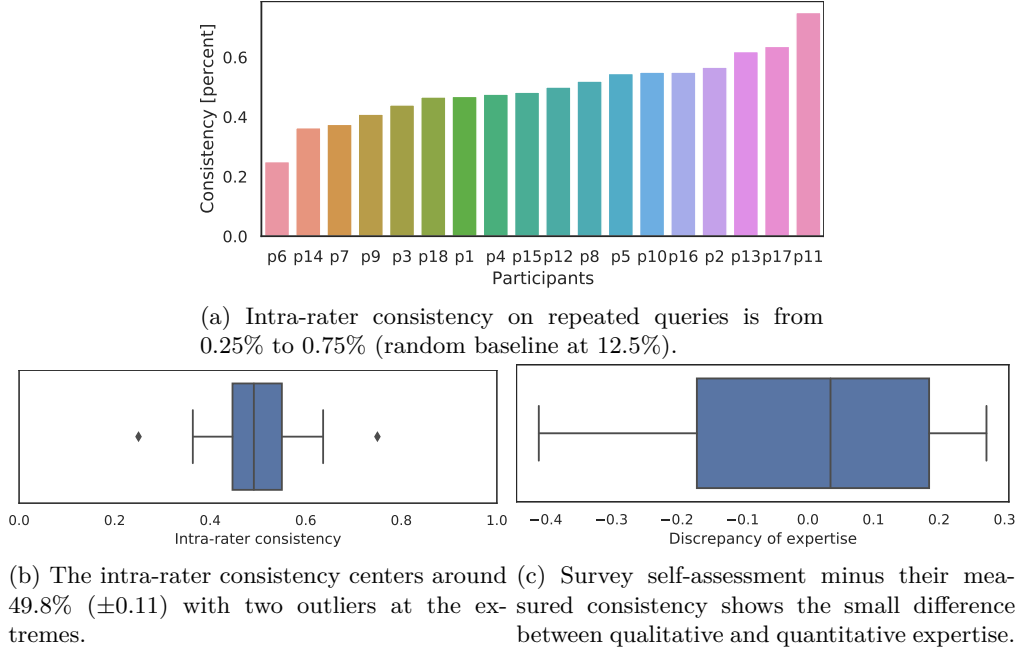 Consistency [percent]
0.6
0.4
0.2
0.0
p6 p14 p7 p9 p3 p18 p1 p4 p15 p12 p8 p5 p10 p16 p2 p13 p17 p11
Participants
(a) Intra-rater consistency on repeated queries is from
0.25% to 0.75% (random baseline at 12.5%).
0.0 0.2 0.4 0.6 0.8 1.0
Intra-rater consistency
−0.4 −0.3 −0.2 −0.1 0.0 0.1 0.2 0.3
Discrepancy of expertise
(b) The intra-rater consistency centers around
49.8% (±0.11) with two outliers at the ex-
tremes.
(c) Survey self-assessment minus their mea-
sured consistency shows the small difference
between qualitative and quantitative expertise.